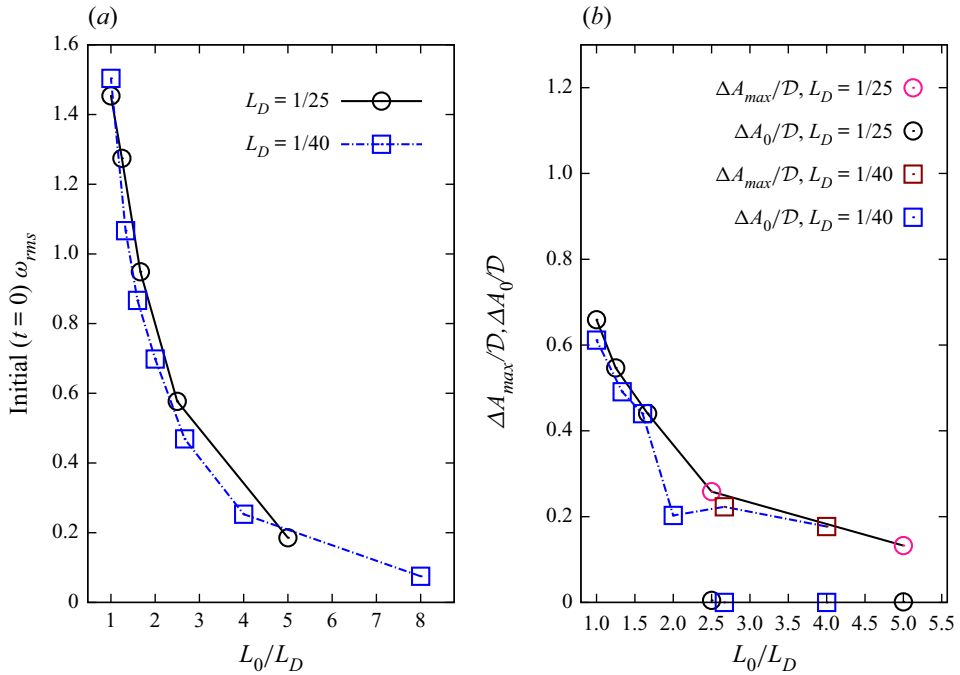 (a)
1.6
1.4
1.2
1.0
0.8
0.6
0.4
0.2
0
Initial (t = 0) ω_rms
L_D = 1/25
L_D = 1/40
1 2 3 4 5 6 7 8
L_0/L_D
(b)
1.2
1.0
0.8
0.6
0.4
0.2
0
ΔA_max/𝒟, ΔA_0/𝒟
ΔA_max/𝒟, L_D = 1/25
ΔA_0/𝒟, L_D = 1/25
ΔA_max/𝒟, L_D = 1/40
ΔA_0/𝒟, L_D = 1/40
1.0 1.5 2.0 2.5 3.0 3.5 4.0 4.5 5.0 5.5
L_0/L_D